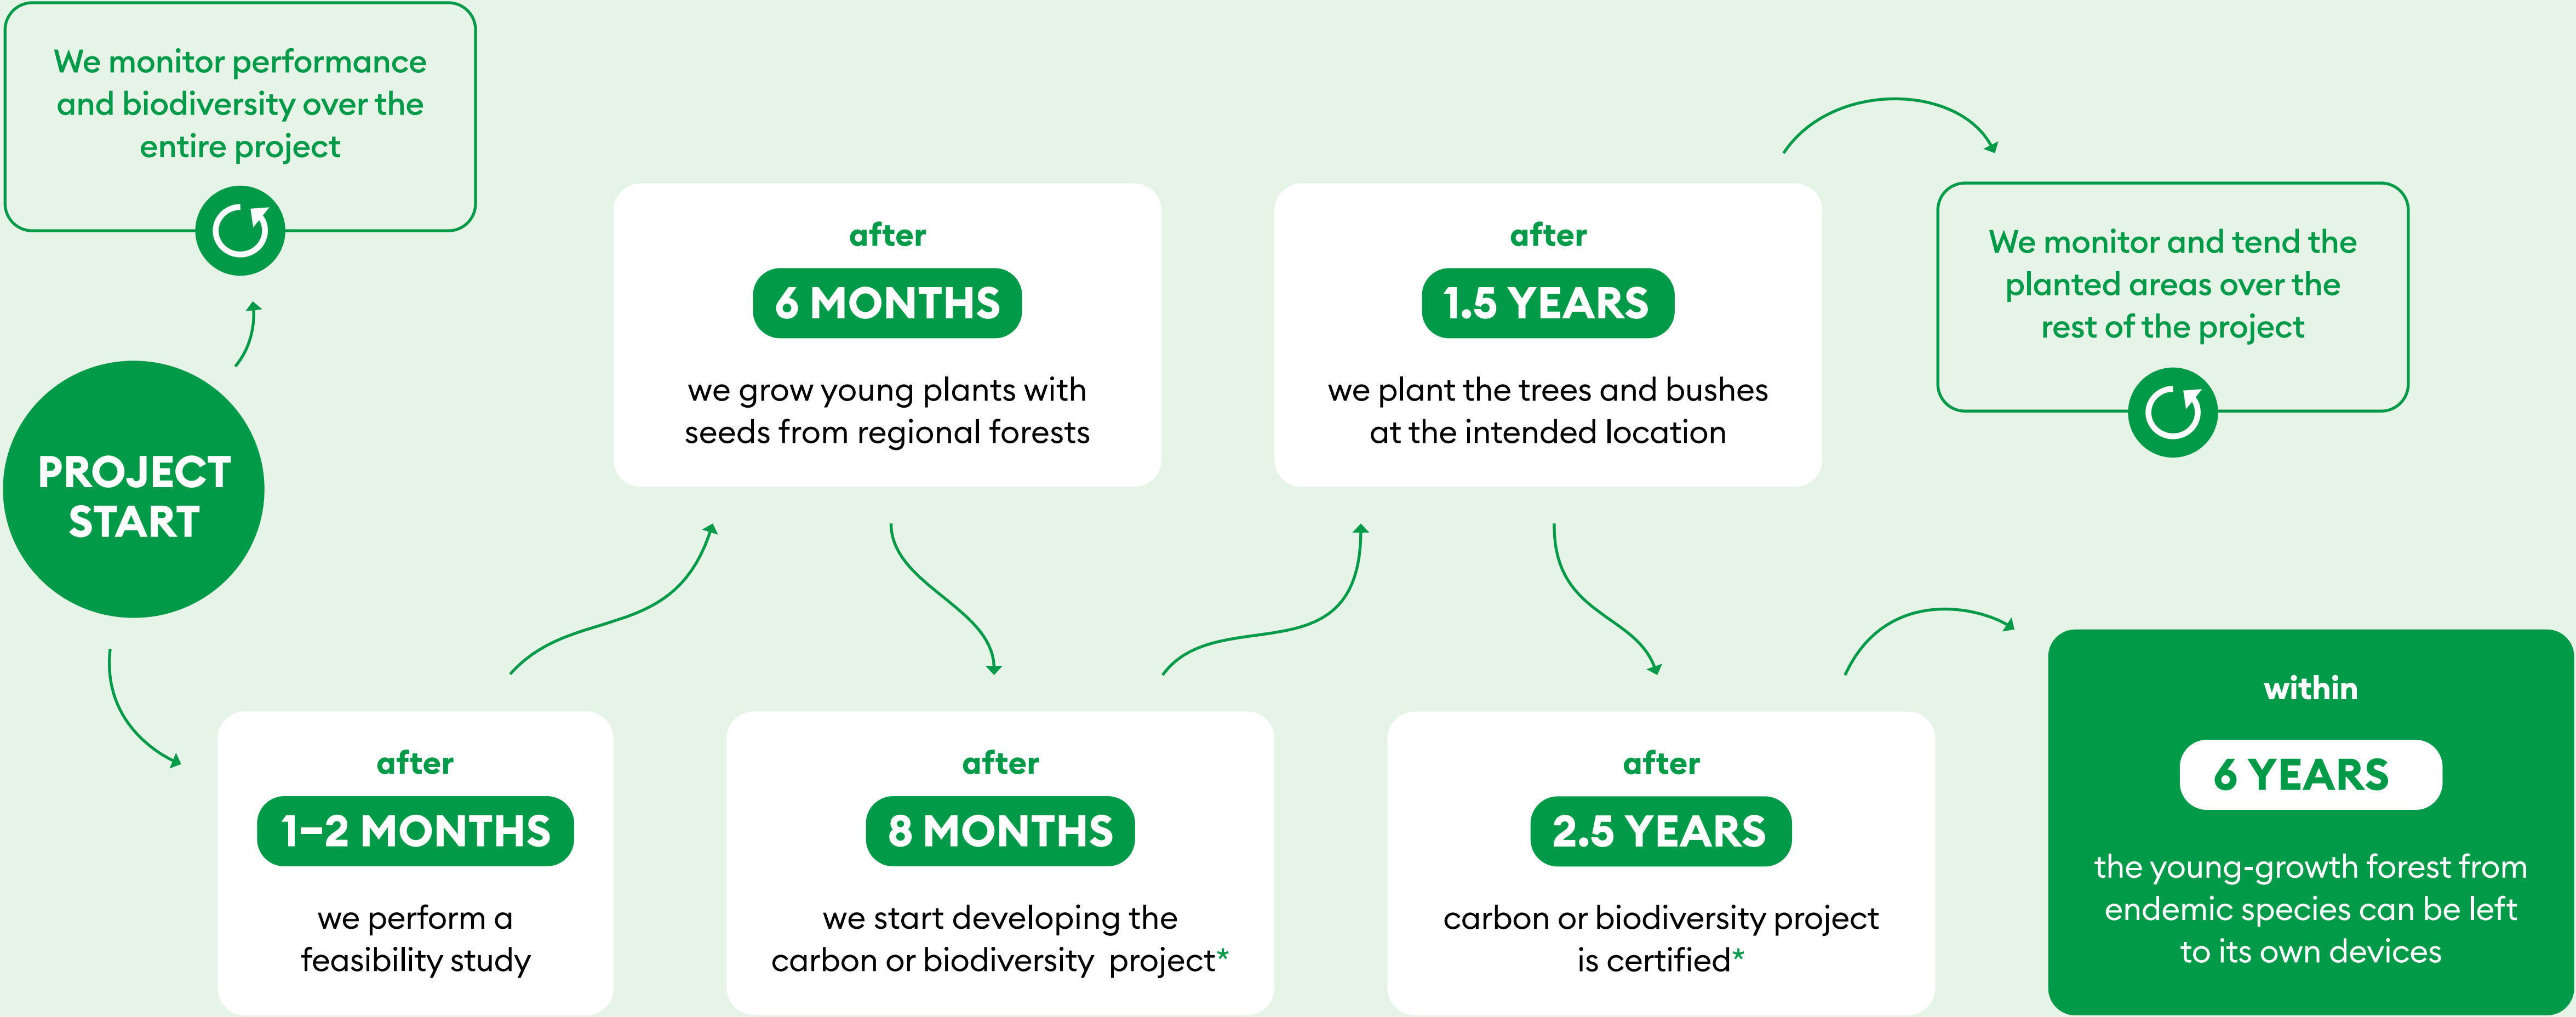 We monitor performance
and biodiversity over the
entire project
PROJECT
START
after
1–2 MONTHS
we perform a
feasibility study
after
6 MONTHS
we grow young plants with
seeds from regional forests
after
8 MONTHS
we start developing the
carbon or biodiversity project*
after
1.5 YEARS
we plant the trees and bushes
at the intended location
We monitor and tend the
planted areas over the
rest of the project
after
2.5 YEARS
carbon or biodiversity project
is certified*
within
6 YEARS
the young-growth forest from
endemic species can be left
to its own devices